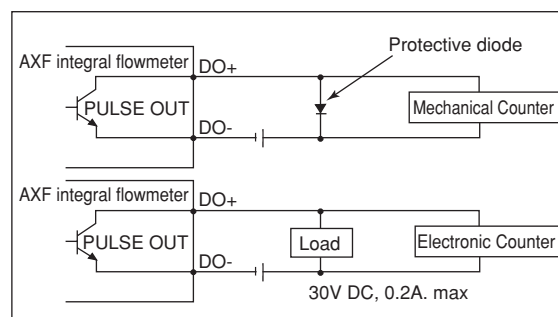 Protective diode
AXF integral flowmeter
DO+
PULSE OUT
Mechanical Counter
DO-
AXF integral flowmeter
DO+
PULSE OUT
Load
Electronic Counter
DO-
30V DC, 0.2A. max